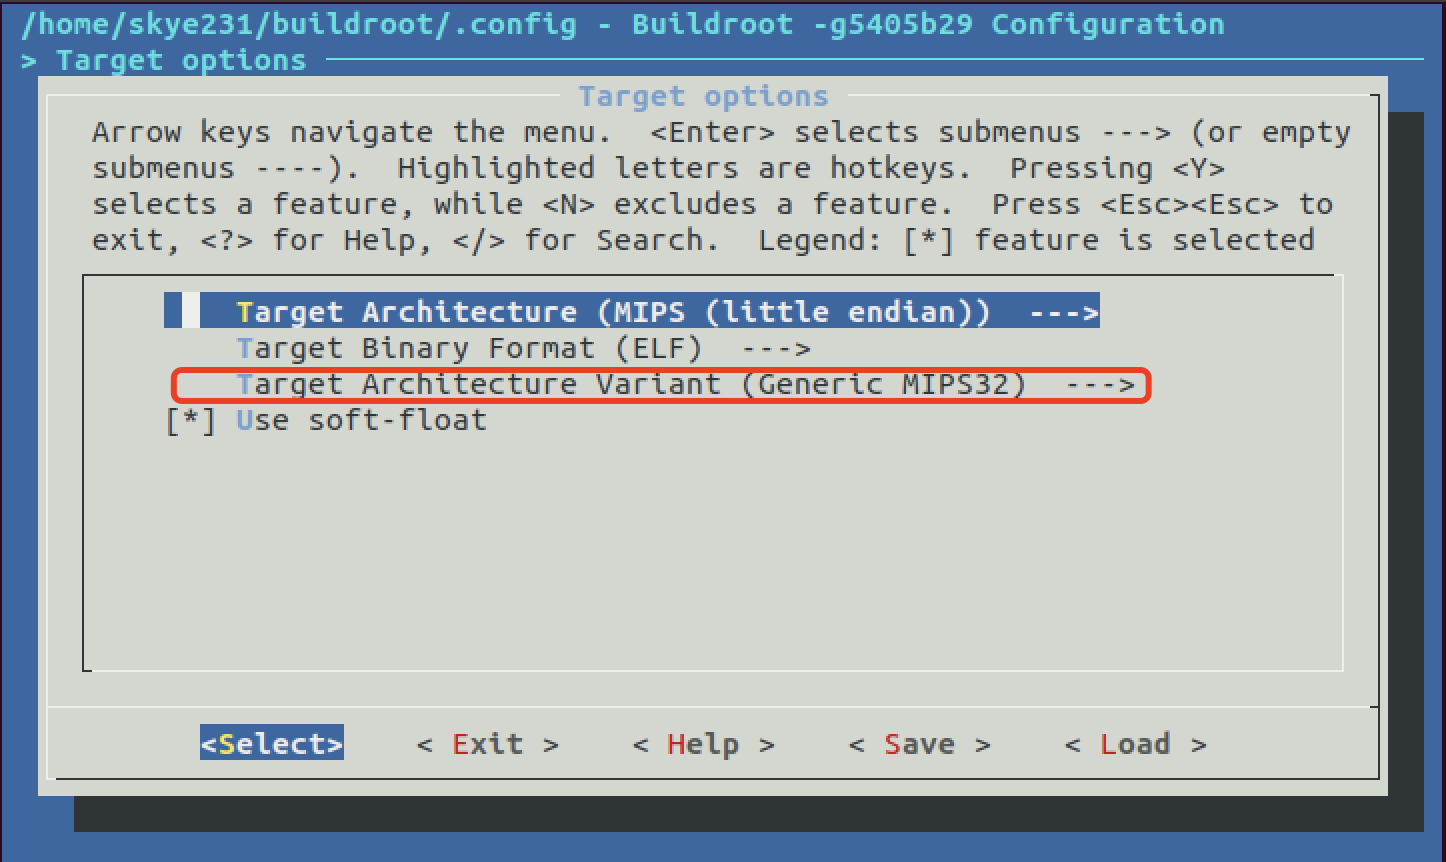 /home/skye231/buildroot/.config - Buildroot -g5405b29 Configuration
> Target options
Target options
Arrow keys navigate the menu.  <Enter> selects submenus ---> (or empty
submenus ----).  Highlighted letters are hotkeys.  Pressing <Y>
selects a feature, while <N> excludes a feature.  Press <Esc><Esc> to
exit, <?> for Help, </> for Search.  Legend: [*] feature is selected
Target Architecture (MIPS (little endian))  --->
Target Binary Format (ELF)  --->
Target Architecture Variant (Generic MIPS32)  --->
[*] Use soft-float
<Select>    < Exit >    < Help >    < Save >    < Load >